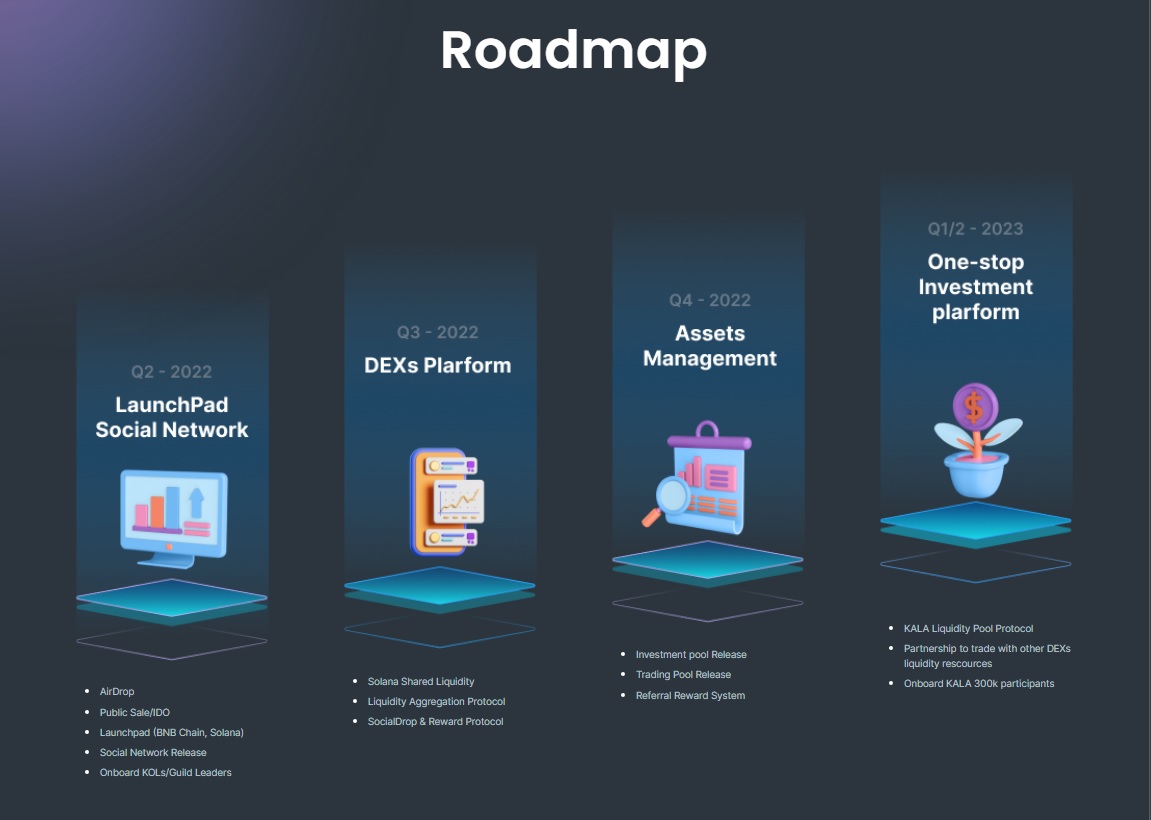 Roadmap
Q2 - 2022
LaunchPad
Social Network
AirDrop
Public Sale/IDO
Launchpad (BNB Chain, Solana)
Social Network Release
Onboard KOLs/Guild Leaders
Q3 - 2022
DEXs Plarform
Solana Shared Liquidity
Liquidity Aggregation Protocol
SocialDrop & Reward Protocol
Q4 - 2022
Assets
Management
Investment pool Release
Trading Pool Release
Referral Reward System
Q1/2 - 2023
One-stop
Investment
plarform
$
KALA Liquidity Pool Protocol
Partnership to trade with other DEXs
liquidity rescources
Onboard KALA 300k participants